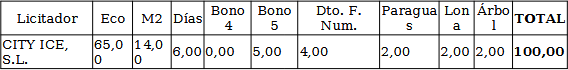 Licitador Eco M2 Días Bono 4 Bono 5 Dto. F. Num. Paraguas Lona Árbol TOTAL
CITY ICE, S.L. 65,00 14,00 6,00 0,00 5,00 4,00 2,00 2,00 2,00 100,00